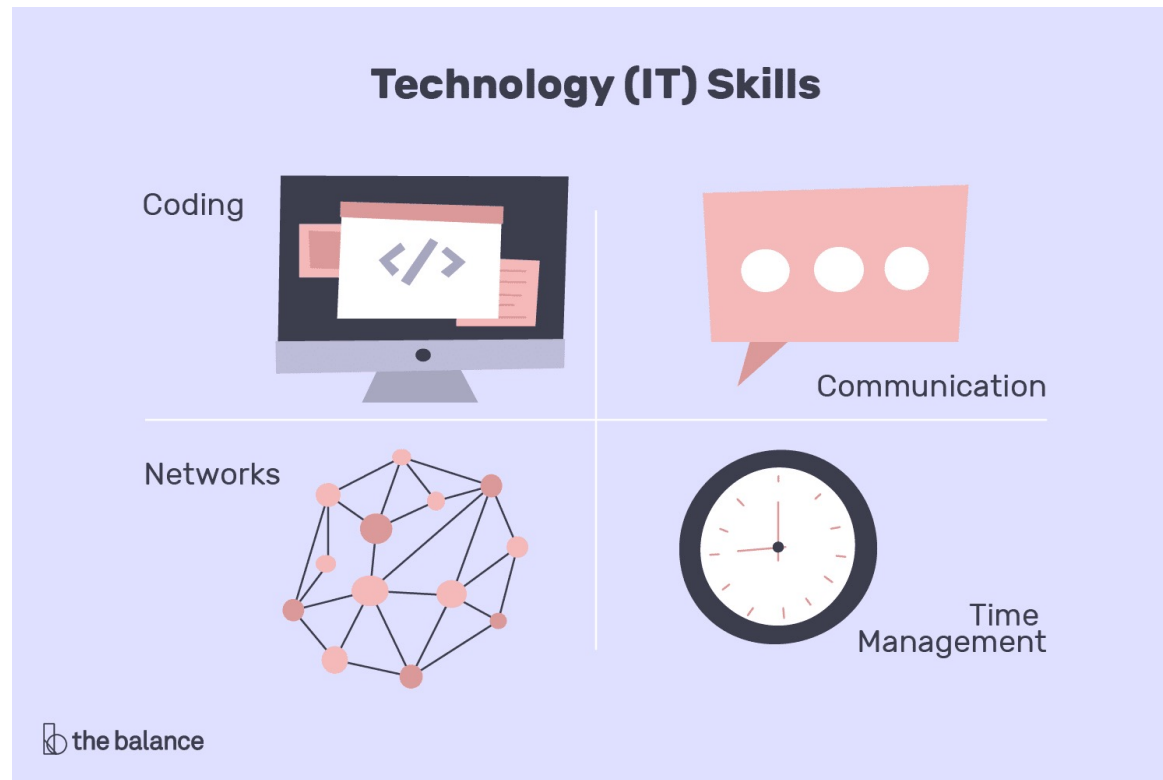 Technology (IT) Skills
Coding
</>
Communication
Networks
Time
Management
the balance